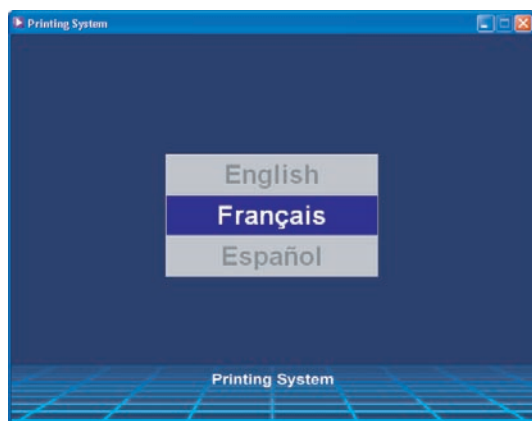 Printing System
English
Français
Español
Printing System